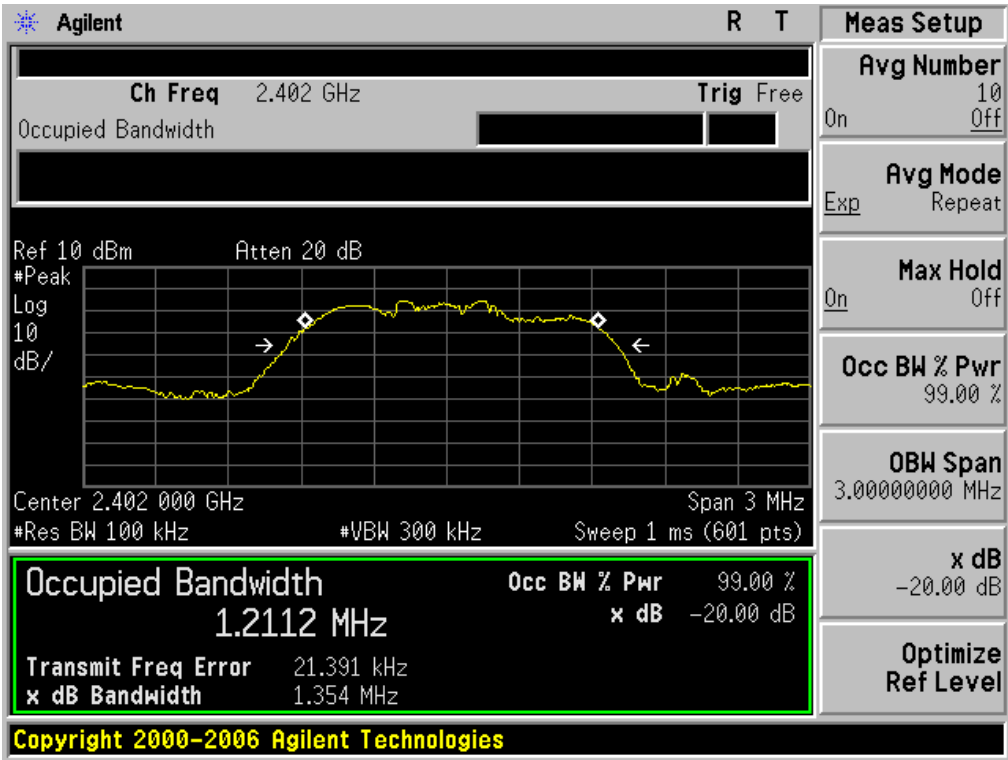 Agilent R T
Meas Setup
Ch Freq 2.402 GHz Trig Free
Occupied Bandwidth
Ref 10 dBm Atten 20 dB
#Peak
Log
10
dB/
Center 2.402 000 GHz Span 3 MHz
#Res BW 100 kHz #VBW 300 kHz Sweep 1 ms (601 pts)
Occupied Bandwidth Occ BW % Pwr 99.00 %
1.2112 MHz x dB -20.00 dB
Transmit Freq Error 21.391 kHz
x dB Bandwidth 1.354 MHz
Copyright 2000-2006 Agilent Technologies
Avg Number
10
On Off
Avg Mode
Exp Repeat
Max Hold
On Off
Occ BW % Pwr
99.00 %
OBW Span
3.00000000 MHz
x dB
-20.00 dB
Optimize
Ref Level